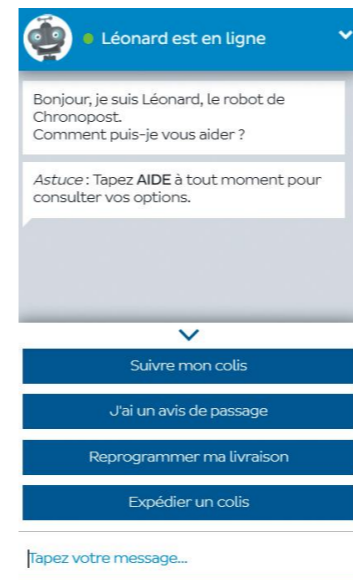 Léonard est en ligne
Bonjour, je suis Léonard, le robot de
Chronopost.
Comment puis-je vous aider ?
Astuce : Tapez AIDE à tout moment pour
consulter vos options.
Suivre mon colis
J'ai un avis de passage
Reprogrammer ma livraison
Expédier un colis
Tapez votre message...